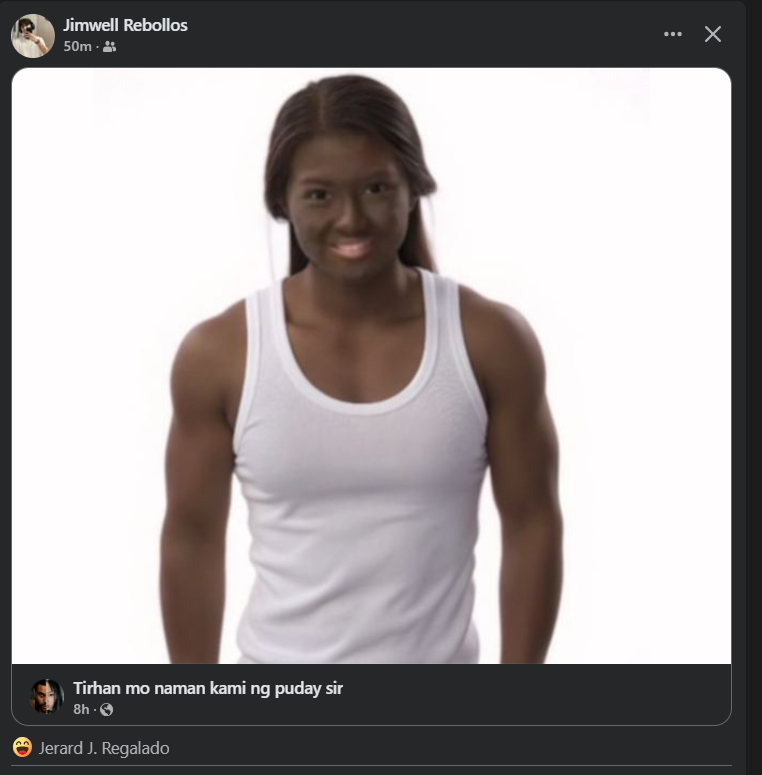 Jimwell Rebollos
50m ·
Tirhan mo naman kami ng puday sir
8h ·
Jerard J. Regalado